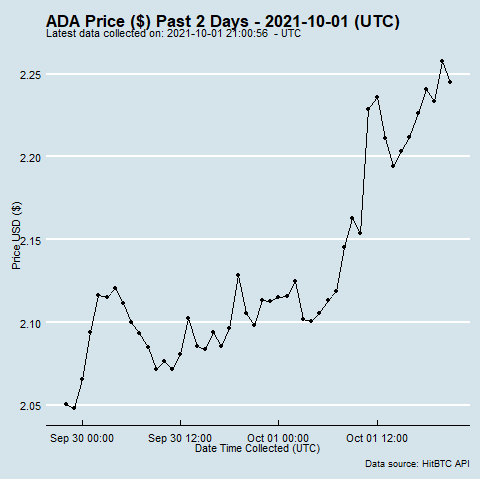 ADA Price ($) Past 2 Days - 2021-10-01 (UTC)
Latest data collected on: 2021-10-01 21:00:56 - UTC
2.25
2.20
2.15
2.10
2.05
Price USD ($)
Sep 30 00:00
Sep 30 12:00
Oct 01 00:00
Oct 01 12:00
Date Time Collected (UTC)
Data source: HitBTC API